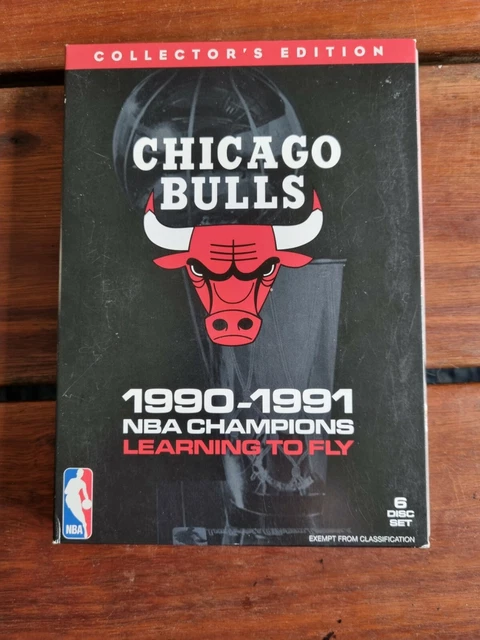 COLLECTOR'S EDITION
CHICAGO
BULLS
1990-1991
NBA CHAMPIONS
LEARNING TO FLY
NBA
6
DISC
SET
EXEMPT FROM CLASSIFICATION